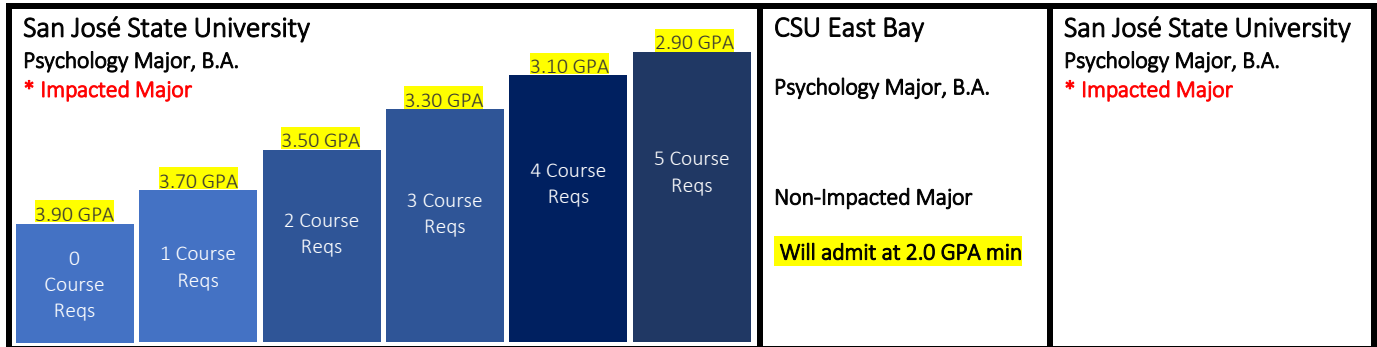 San José State University
Psychology Major, B.A.
* Impacted Major
3.90 GPA
0
Course
Reqs
3.70 GPA
1 Course
Reqs
3.50 GPA
2 Course
Reqs
3.30 GPA
3 Course
Reqs
3.10 GPA
4 Course
Reqs
2.90 GPA
5 Course
Reqs
CSU East Bay
Psychology Major, B.A.
Non-Impacted Major
Will admit at 2.0 GPA min
San José State University
Psychology Major, B.A.
* Impacted Major